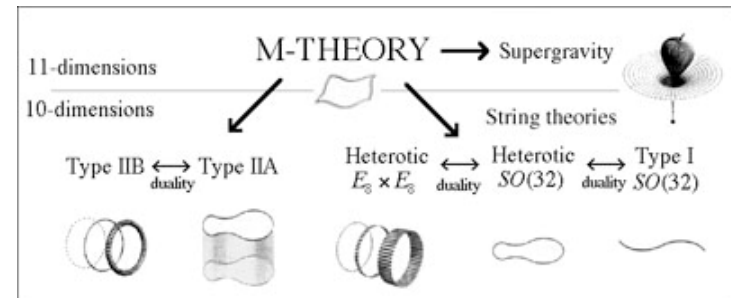 M-THEORY
Supergravity
11-dimensions
10-dimensions
String theories
Type IIB
duality
Type IIA
Heterotic
E₈ × E₈
duality
Heterotic
SO(32)
duality
Type I
SO(32)